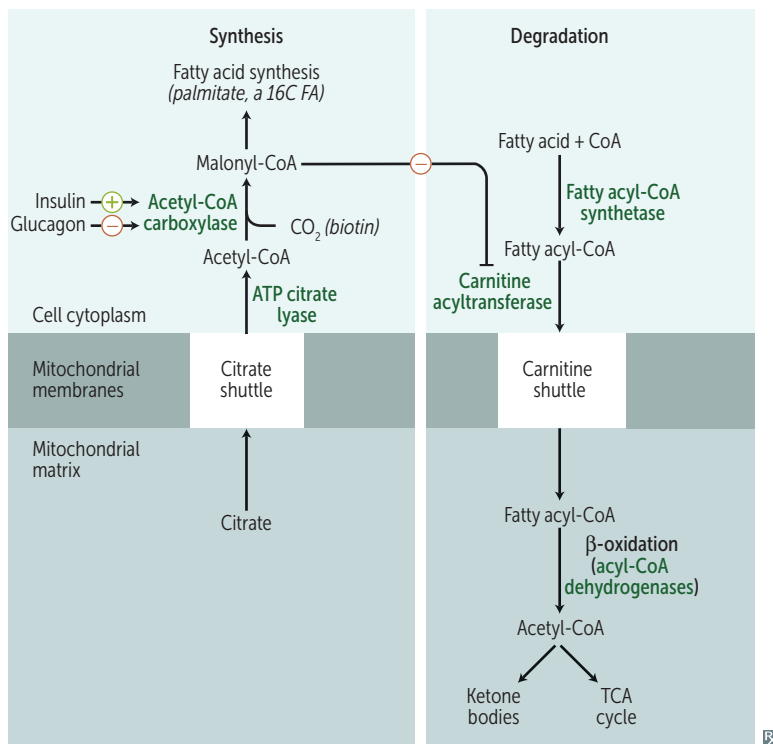 Synthesis
Fatty acid synthesis
(palmitate, a 16C FA)
Malonyl-CoA
−
Insulin
+
Glucagon
−
Acetyl-CoA
carboxylase
CO2 (biotin)
Acetyl-CoA
ATP citrate
lyase
Cell cytoplasm
Mitochondrial
membranes
Citrate
shuttle
Mitochondrial
matrix
Citrate
Degradation
Fatty acid + CoA
Fatty acyl-CoA
synthetase
Fatty acyl-CoA
Carnitine
acyltransferase
Carnitine
shuttle
Fatty acyl-CoA
β-oxidation
(acyl-CoA
dehydrogenases)
Acetyl-CoA
Ketone
bodies
TCA
cycle
℞